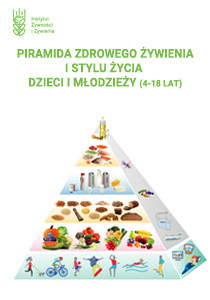 Instytut
Żywności
i Żywienia
PIRAMIDA ZDROWEGO ŻYWIENIA
I STYLU ŻYCIA
DZIECI I MŁODZIEŻY (4-18 LAT)